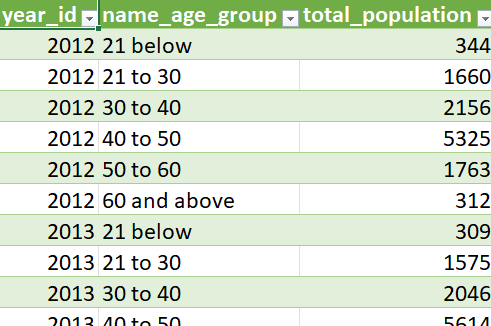 year_id name_age_group total_population
2012 21 below 344
2012 21 to 30 1660
2012 30 to 40 2156
2012 40 to 50 5325
2012 50 to 60 1763
2012 60 and above 312
2013 21 below 309
2013 21 to 30 1575
2013 30 to 40 2046
2013 40 to 50 5614